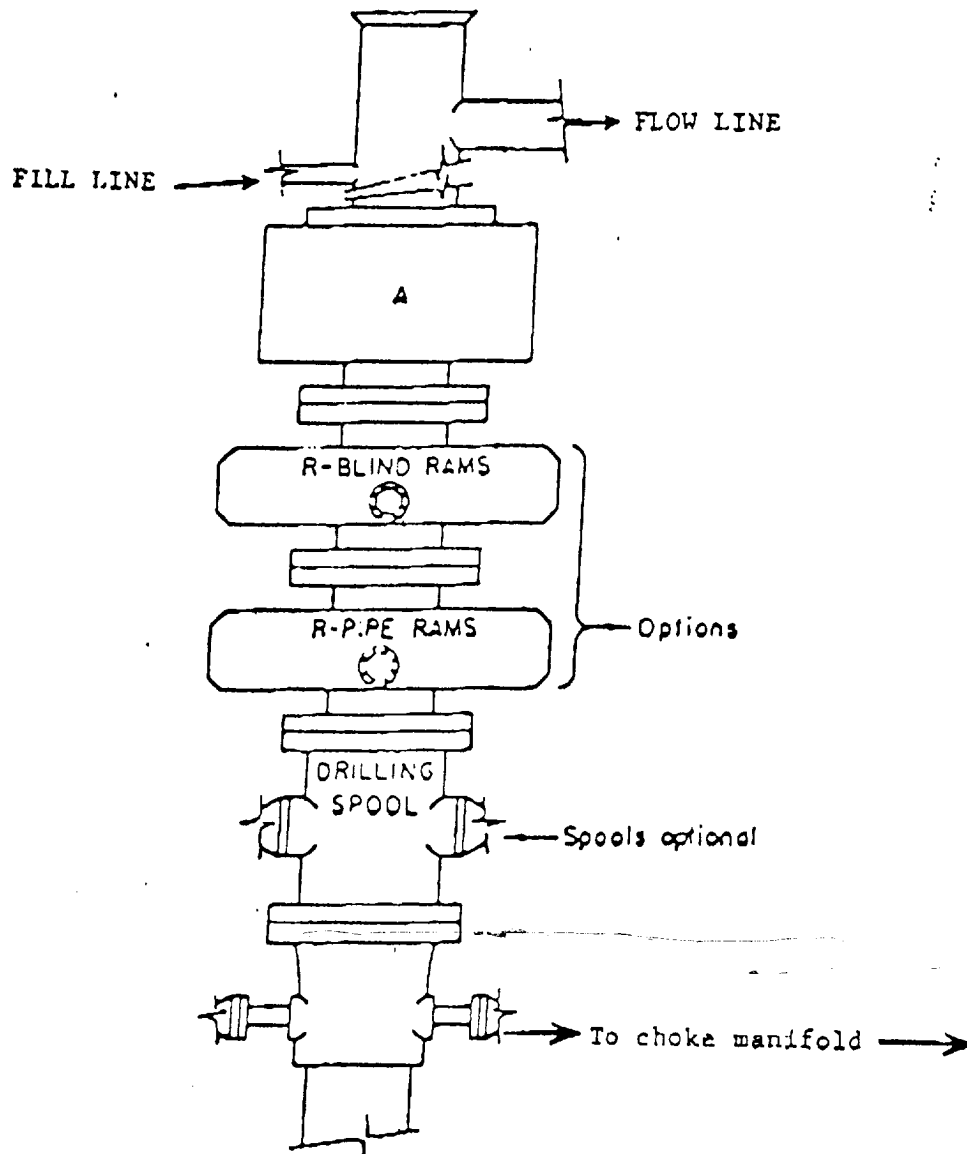 FLOW LINE
FILL LINE
A
R-BLIND RAMS
R-PIPE RAMS
Options
DRILLING
SPOOL
Spools optional
To choke manifold